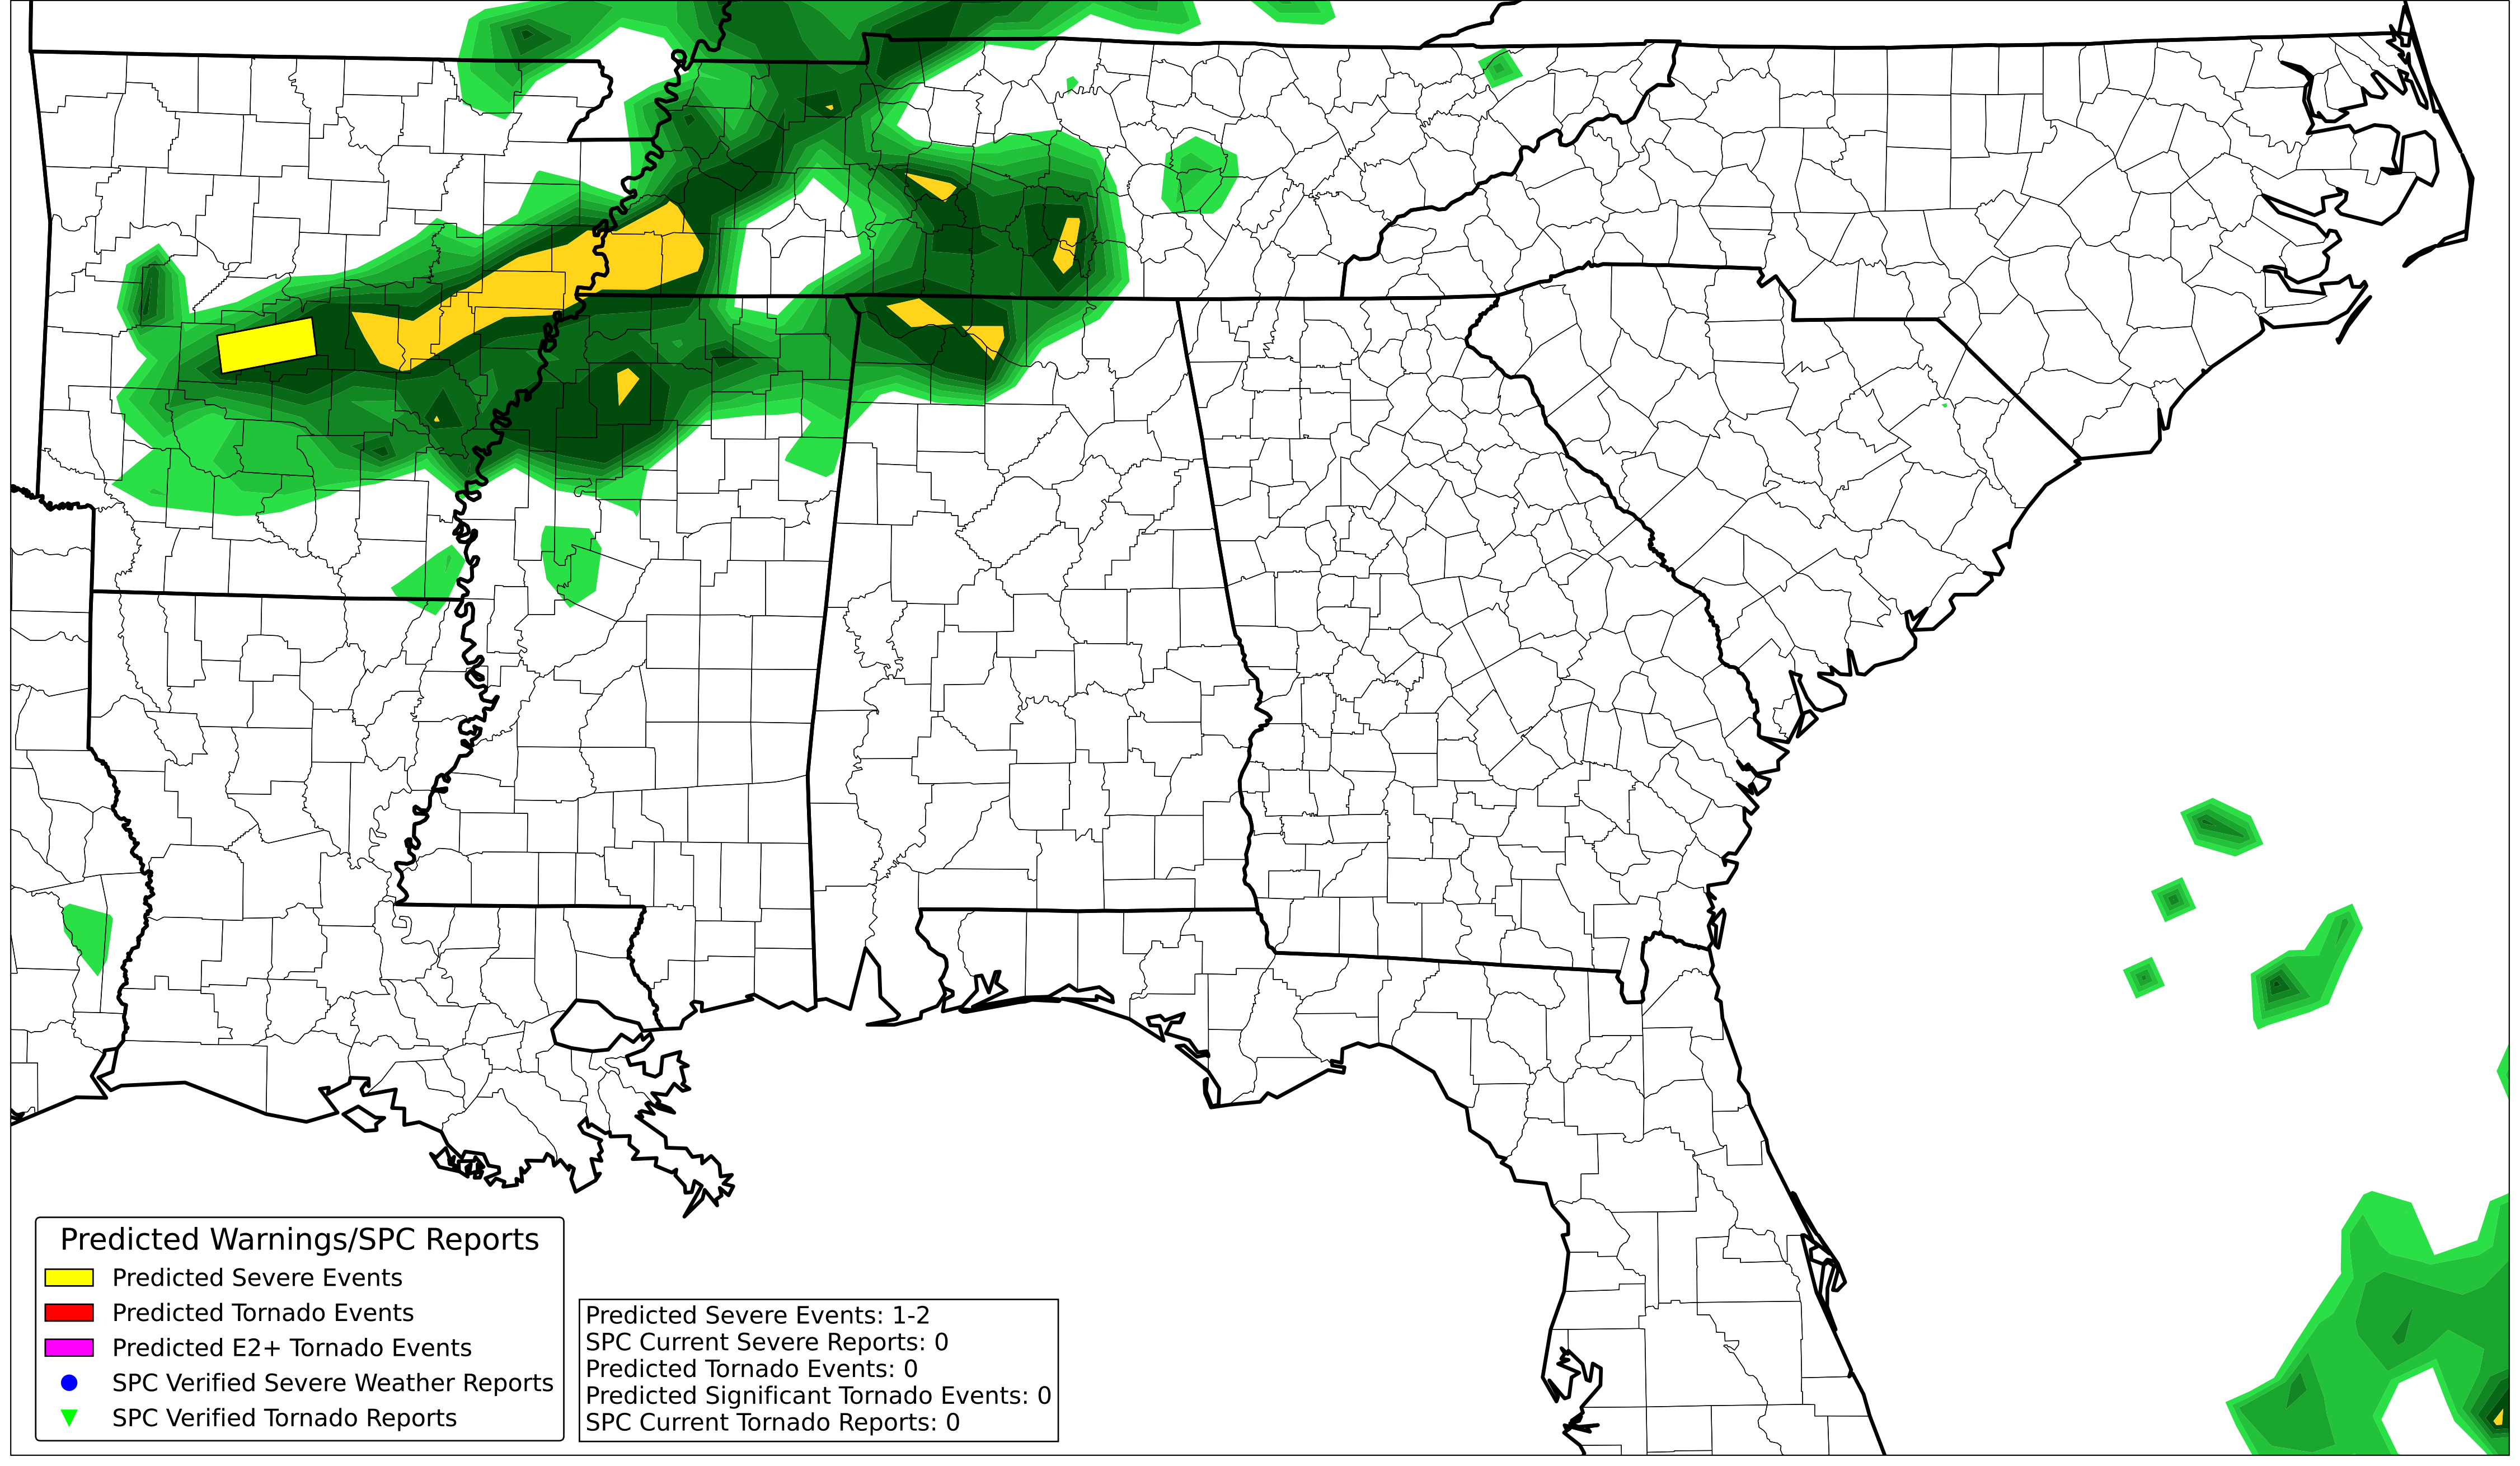 Predicted Warnings/SPC Reports
Predicted Severe Events
Predicted Tornado Events
Predicted E2+ Tornado Events
SPC Verified Severe Weather Reports
SPC Verified Tornado Reports
Predicted Severe Events: 1-2
SPC Current Severe Reports: 0
Predicted Tornado Events: 0
Predicted Significant Tornado Events: 0
SPC Current Tornado Reports: 0